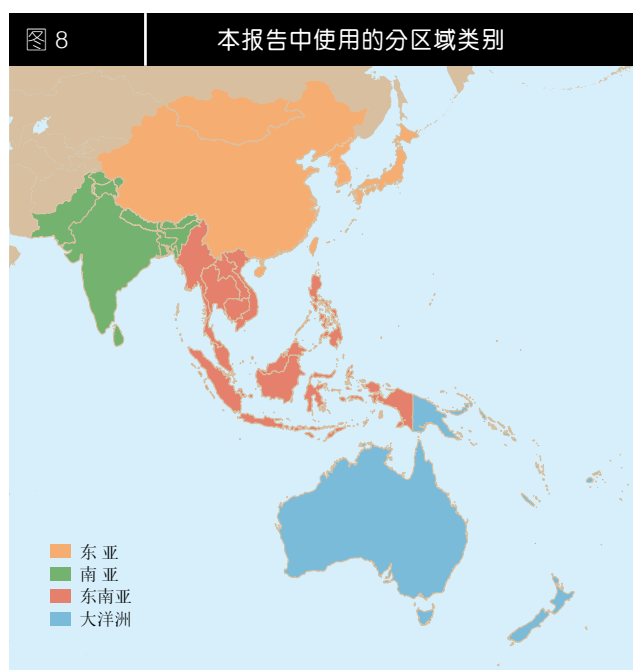 图 8
本报告中使用的分区域类别
东 亚
南 亚
东南亚
大洋洲